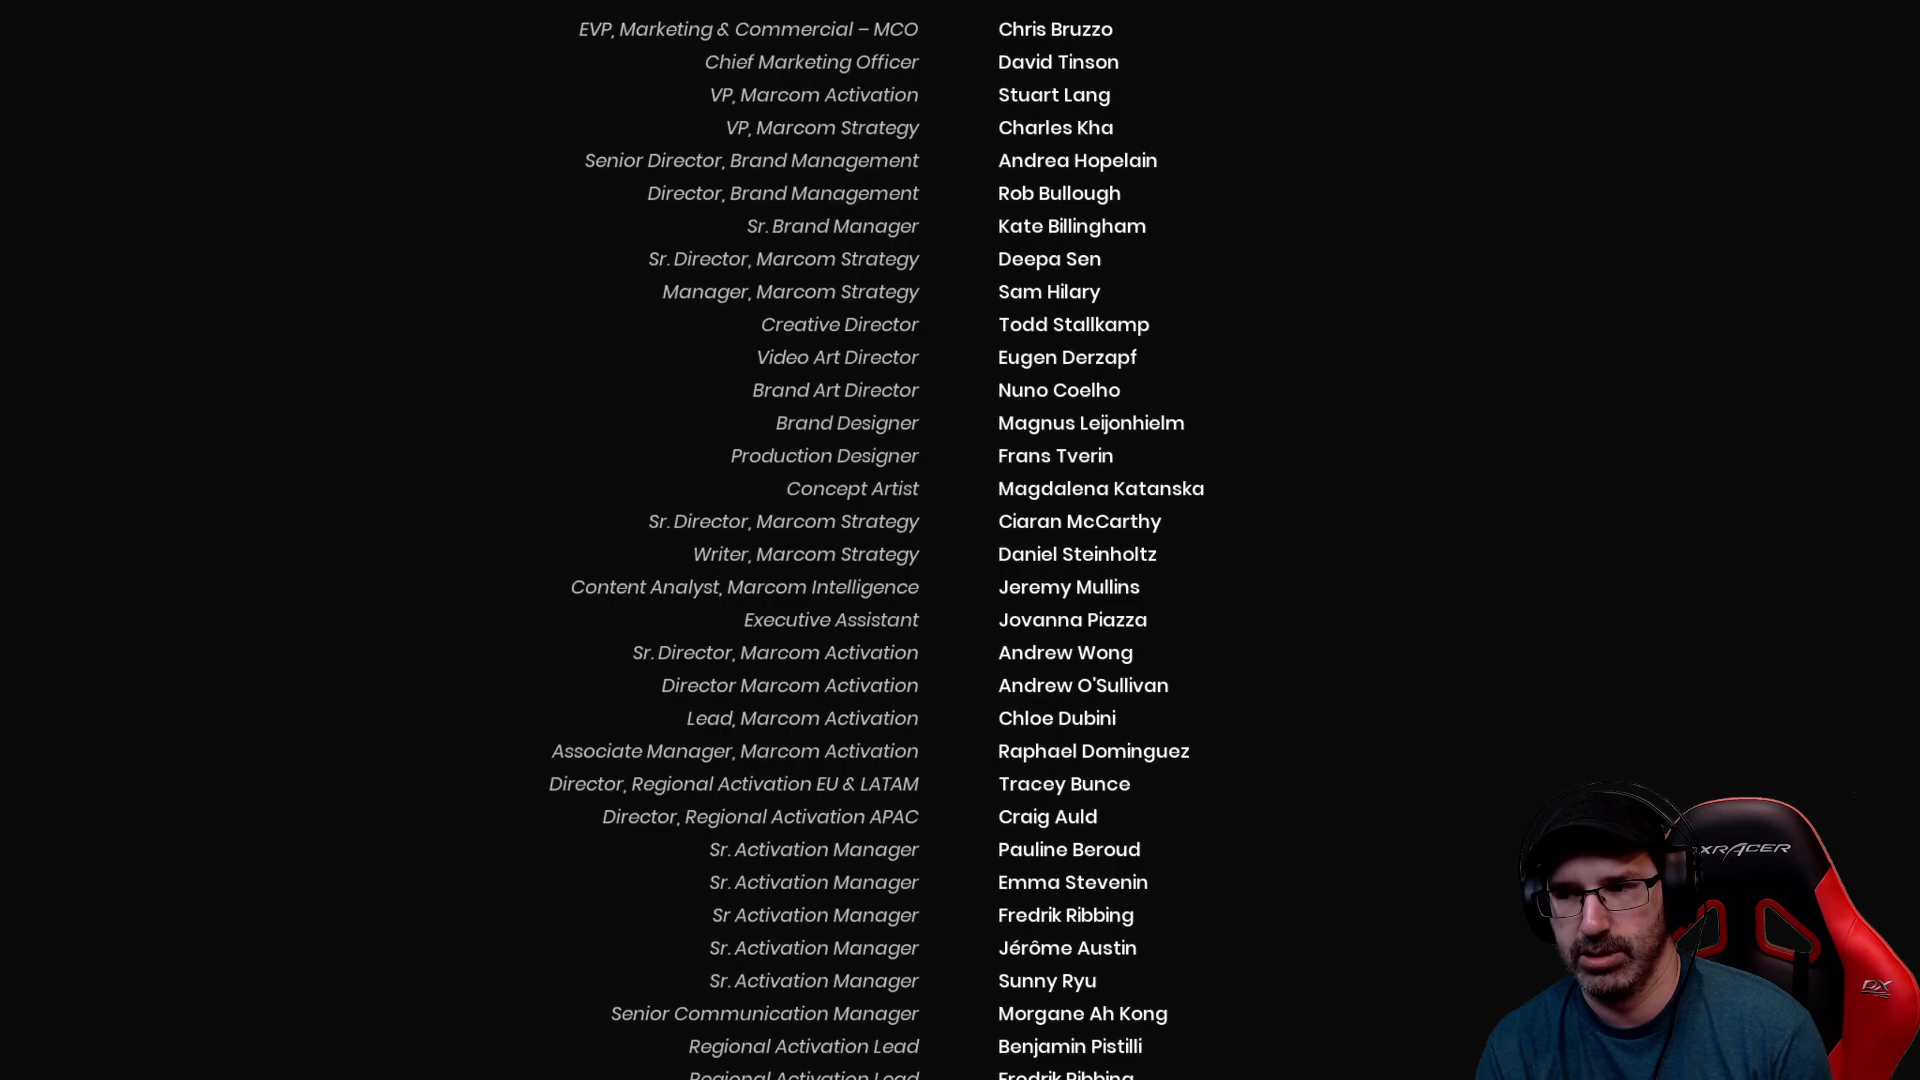 EVP, Marketing & Commercial – MCO Chris Bruzzo
Chief Marketing Officer David Tinson
VP, Marcom Activation Stuart Lang
VP, Marcom Strategy Charles Kha
Senior Director, Brand Management Andrea Hopelain
Director, Brand Management Rob Bullough
Sr. Brand Manager Kate Billingham
Sr. Director, Marcom Strategy Deepa Sen
Manager, Marcom Strategy Sam Hilary
Creative Director Todd Stallkamp
Video Art Director Eugen Derzapf
Brand Art Director Nuno Coelho
Brand Designer Magnus Leijonhielm
Production Designer Frans Tverin
Concept Artist Magdalena Katanska
Sr. Director, Marcom Strategy Ciaran McCarthy
Writer, Marcom Strategy Daniel Steinholtz
Content Analyst, Marcom Intelligence Jeremy Mullins
Executive Assistant Jovanna Piazza
Sr. Director, Marcom Activation Andrew Wong
Director Marcom Activation Andrew O'Sullivan
Lead, Marcom Activation Chloe Dubini
Associate Manager, Marcom Activation Raphael Dominguez
Director, Regional Activation EU & LATAM Tracey Bunce
Director, Regional Activation APAC Craig Auld
Sr. Activation Manager Pauline Beroud
Sr. Activation Manager Emma Stevenin
Sr Activation Manager Fredrik Ribbing
Sr. Activation Manager Jérôme Austin
Sr. Activation Manager Sunny Ryu
Senior Communication Manager Morgane Ah Kong
Regional Activation Lead Benjamin Pistilli
Regional Activation Lead Fredrik Ribbing
XRACER
DX